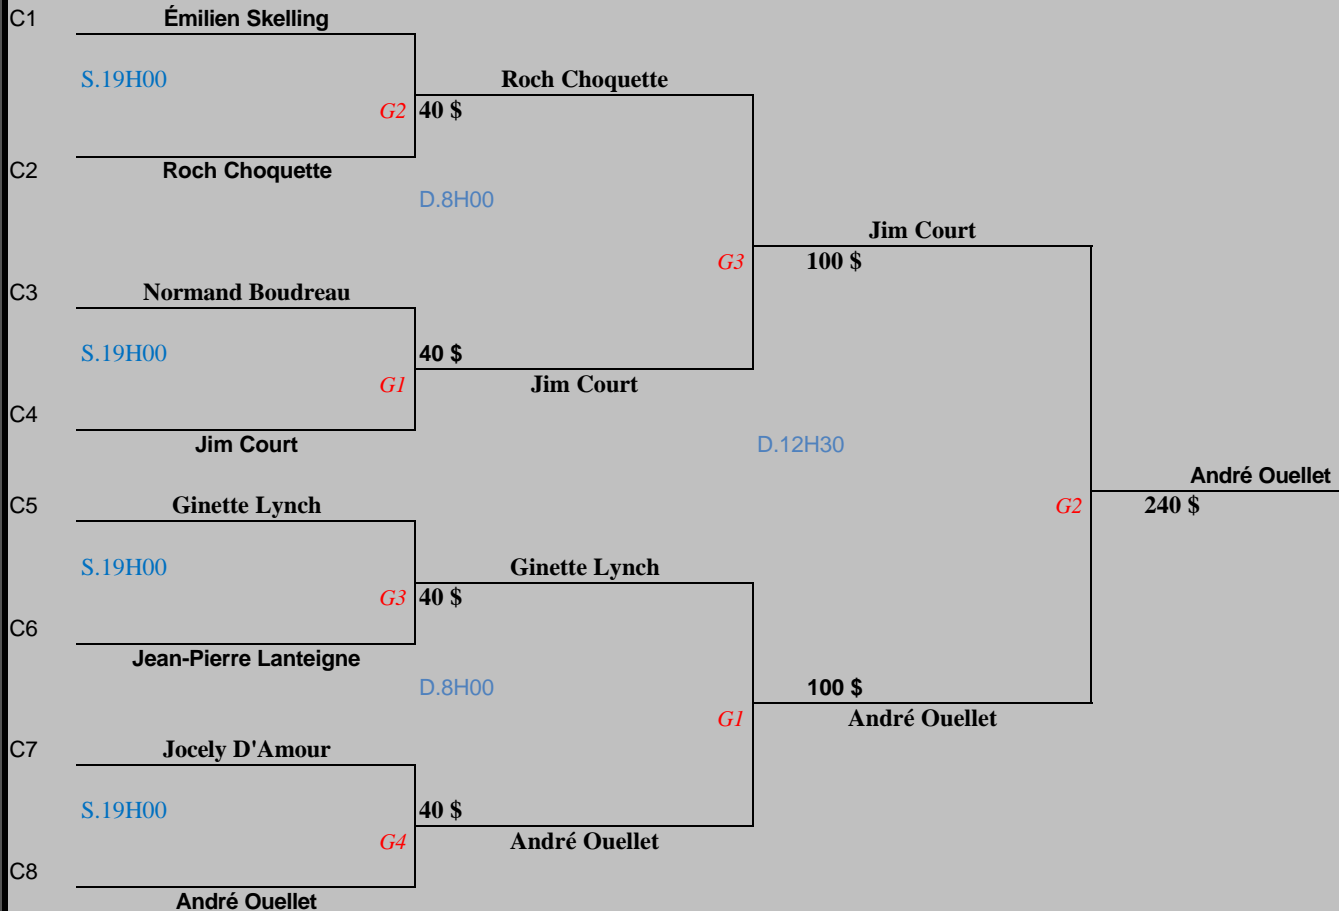 C1 Émilien Skelling
S.19H00 Roch Choquette
G2 40 $
C2 Roch Choquette
D.8H00
Jim Court
G3 100 $
C3 Normand Boudreau
S.19H00 40 $
G1 Jim Court
C4
Jim Court D.12H30
André Ouellet
C5 Ginette Lynch G2 240 $
S.19H00 Ginette Lynch
G3 40 $
C6
Jean-Pierre Lanteigne
D.8H00 100 $
G1 André Ouellet
C7 Jocely D'Amour
S.19H00 40 $
G4 André Ouellet
C8
André Ouellet